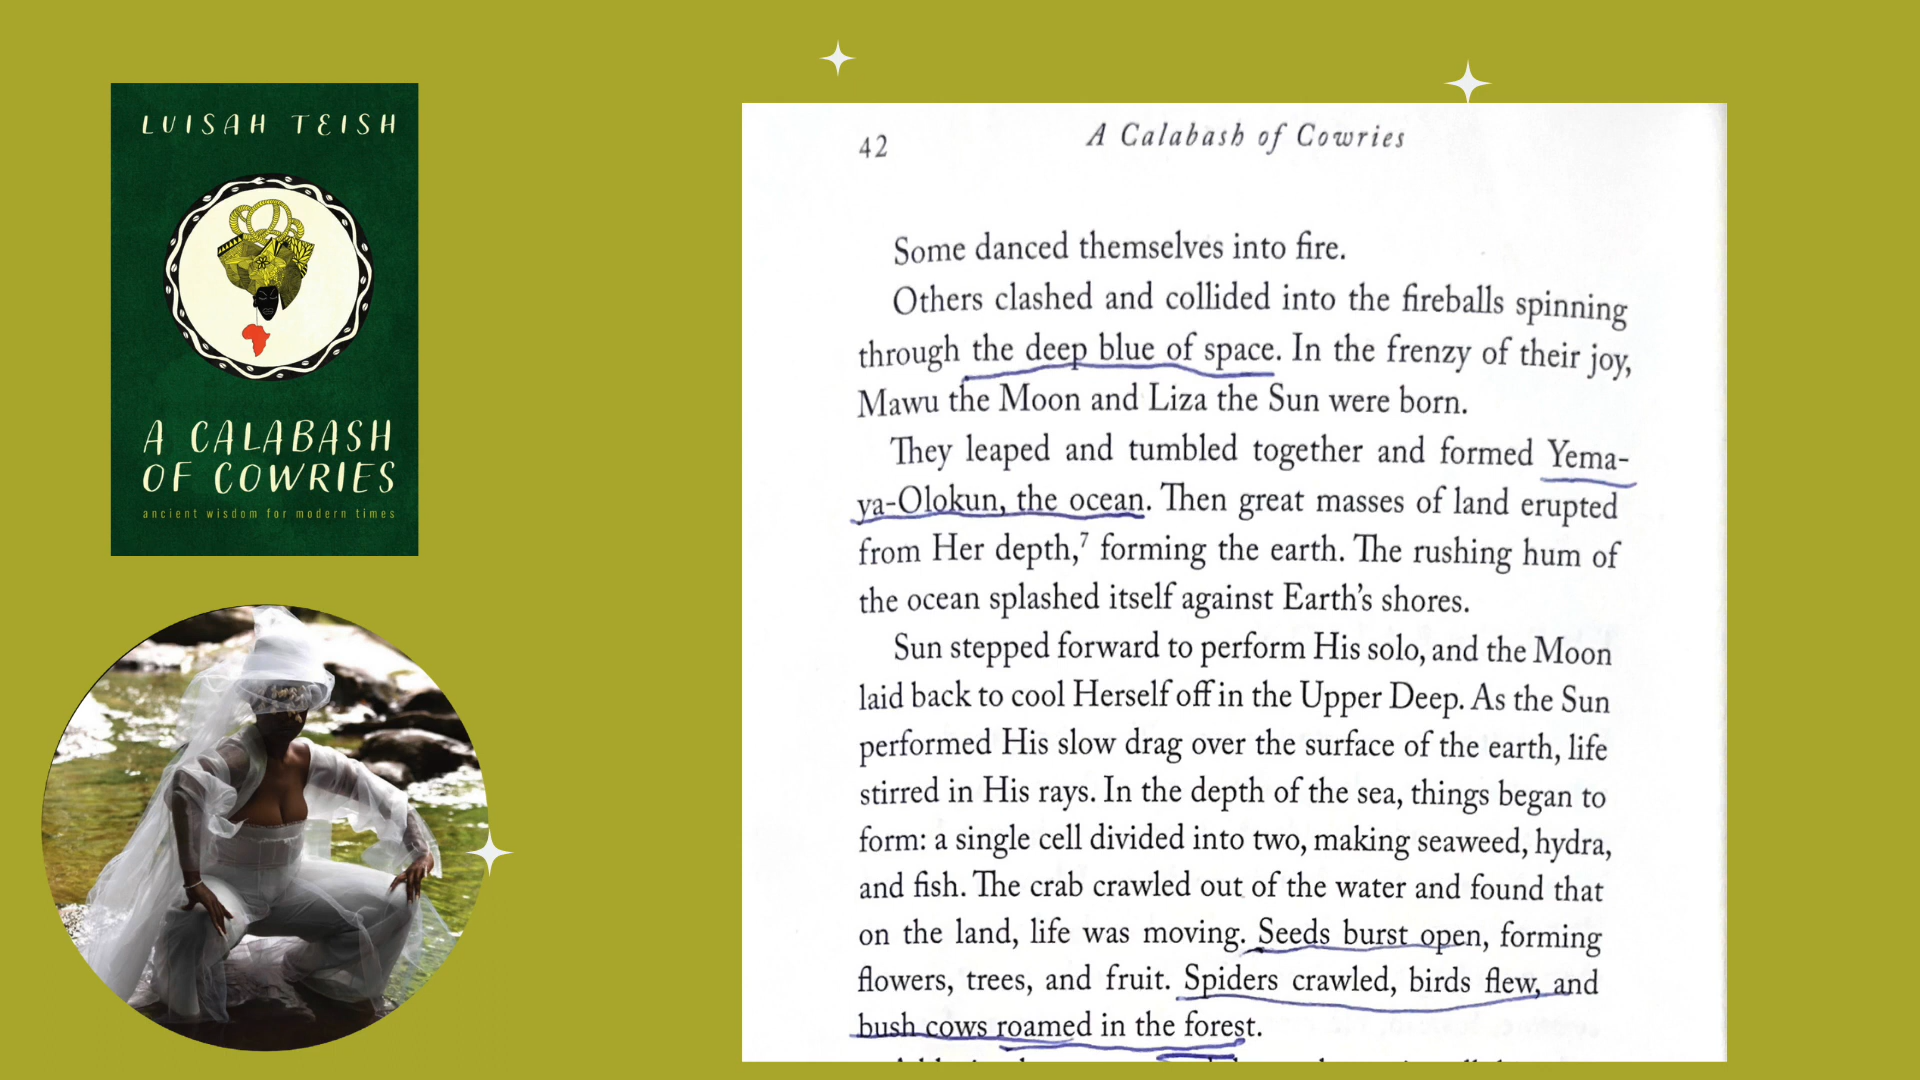 LUISAH TEISH
A CALABASH
OF COWRIES
ancient wisdom for modern times
42
A Calabash of Cowries
Some danced themselves into fire.
Others clashed and collided into the fireballs spinning
through the deep blue of space. In the frenzy of their joy,
Mawu the Moon and Liza the Sun were born.
They leaped and tumbled together and formed Yema-
ya-Olokun, the ocean. Then great masses of land erupted
from Her depth,7 forming the earth. The rushing hum of
the ocean splashed itself against Earth's shores.
Sun stepped forward to perform His solo, and the Moon
laid back to cool Herself off in the Upper Deep. As the Sun
performed His slow drag over the surface of the earth, life
stirred in His rays. In the depth of the sea, things began to
form: a single cell divided into two, making seaweed, hydra,
and fish. The crab crawled out of the water and found that
on the land, life was moving. Seeds burst open, forming
flowers, trees, and fruit. Spiders crawled, birds flew, and
bush cows roamed in the forest.